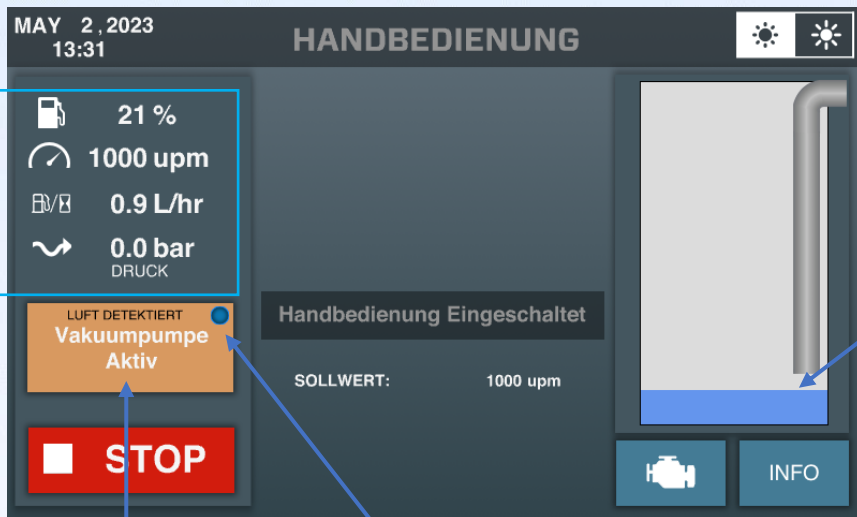 MAY 2,2023
13:31
HANDBEDIENUNG
21 %
1000 upm
0.9 L/hr
0.0 bar
DRUCK
LUFT DETEKTIERT
Vakuumpumpe
Aktiv
STOP
Handbedienung Eingeschaltet
SOLLWERT: 1000 upm
INFO